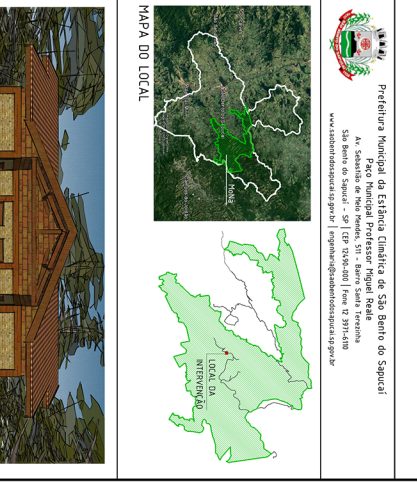 Prefeitura Municipal da Estância Climática de São Bento do Sapucaí
Paço Municipal Professor Miguel Reale
Av. Sebastião de Melo Mendes, 511 - Bairro Santa Terezinha
São Bento do Sapucaí - SP | CEP 12490-000 | Fone 12 3971-6110
www.saobentodosapucai.sp.gov.br | engenharia@saobentodosapucai.sp.gov.br
MoNa
LOCAL DA
INTERVENÇÃO
MAPA DO LOCAL